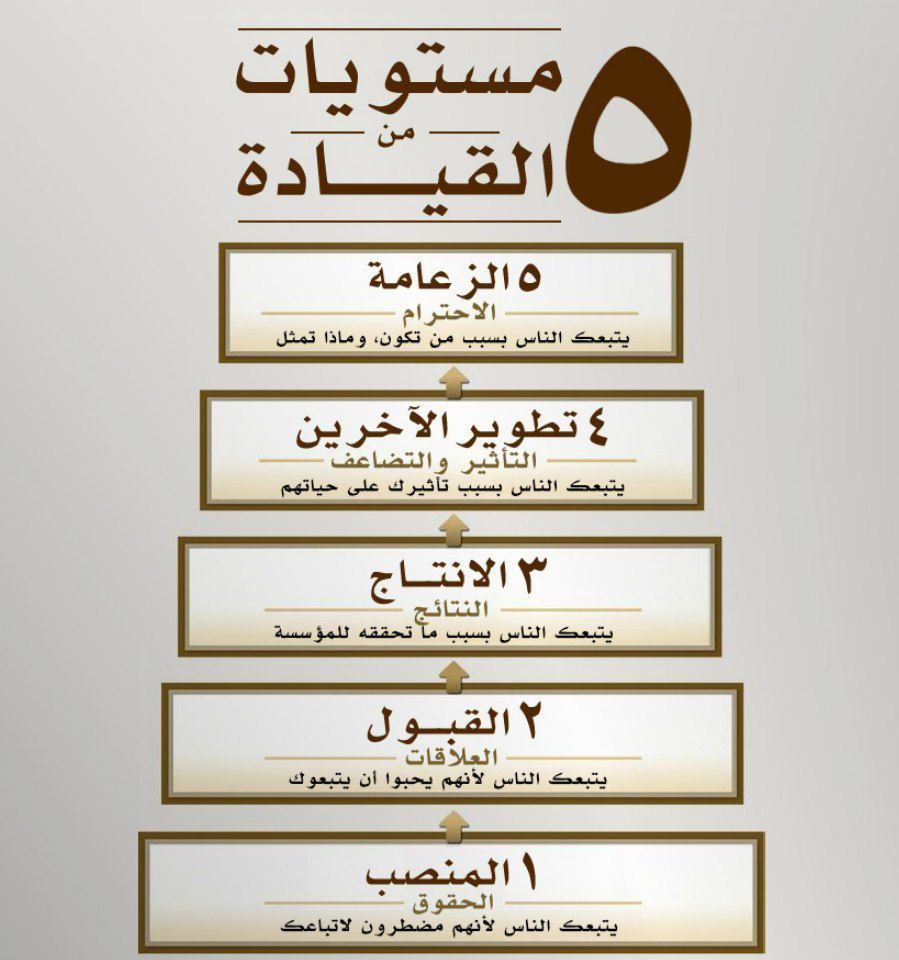 ٥ مستويات
من
القيـــادة
٥ الزعامة
الاحترام
يتبعك الناس بسبب من تكون، وماذا تمثل
٤ تطوير الآخرين
التأثير والتضاعف
يتبعك الناس بسبب تأثيرك على حياتهم
٣ الانتـــاج
النتائج
يتبعك الناس بسبب ما تحققه للمؤسسة
٢ القبــول
العلاقات
يتبعك الناس لأنهم يحبوا أن يتبعوك
١ المنصب
الحقوق
يتبعك الناس لأنهم مضطرون لاتباعك